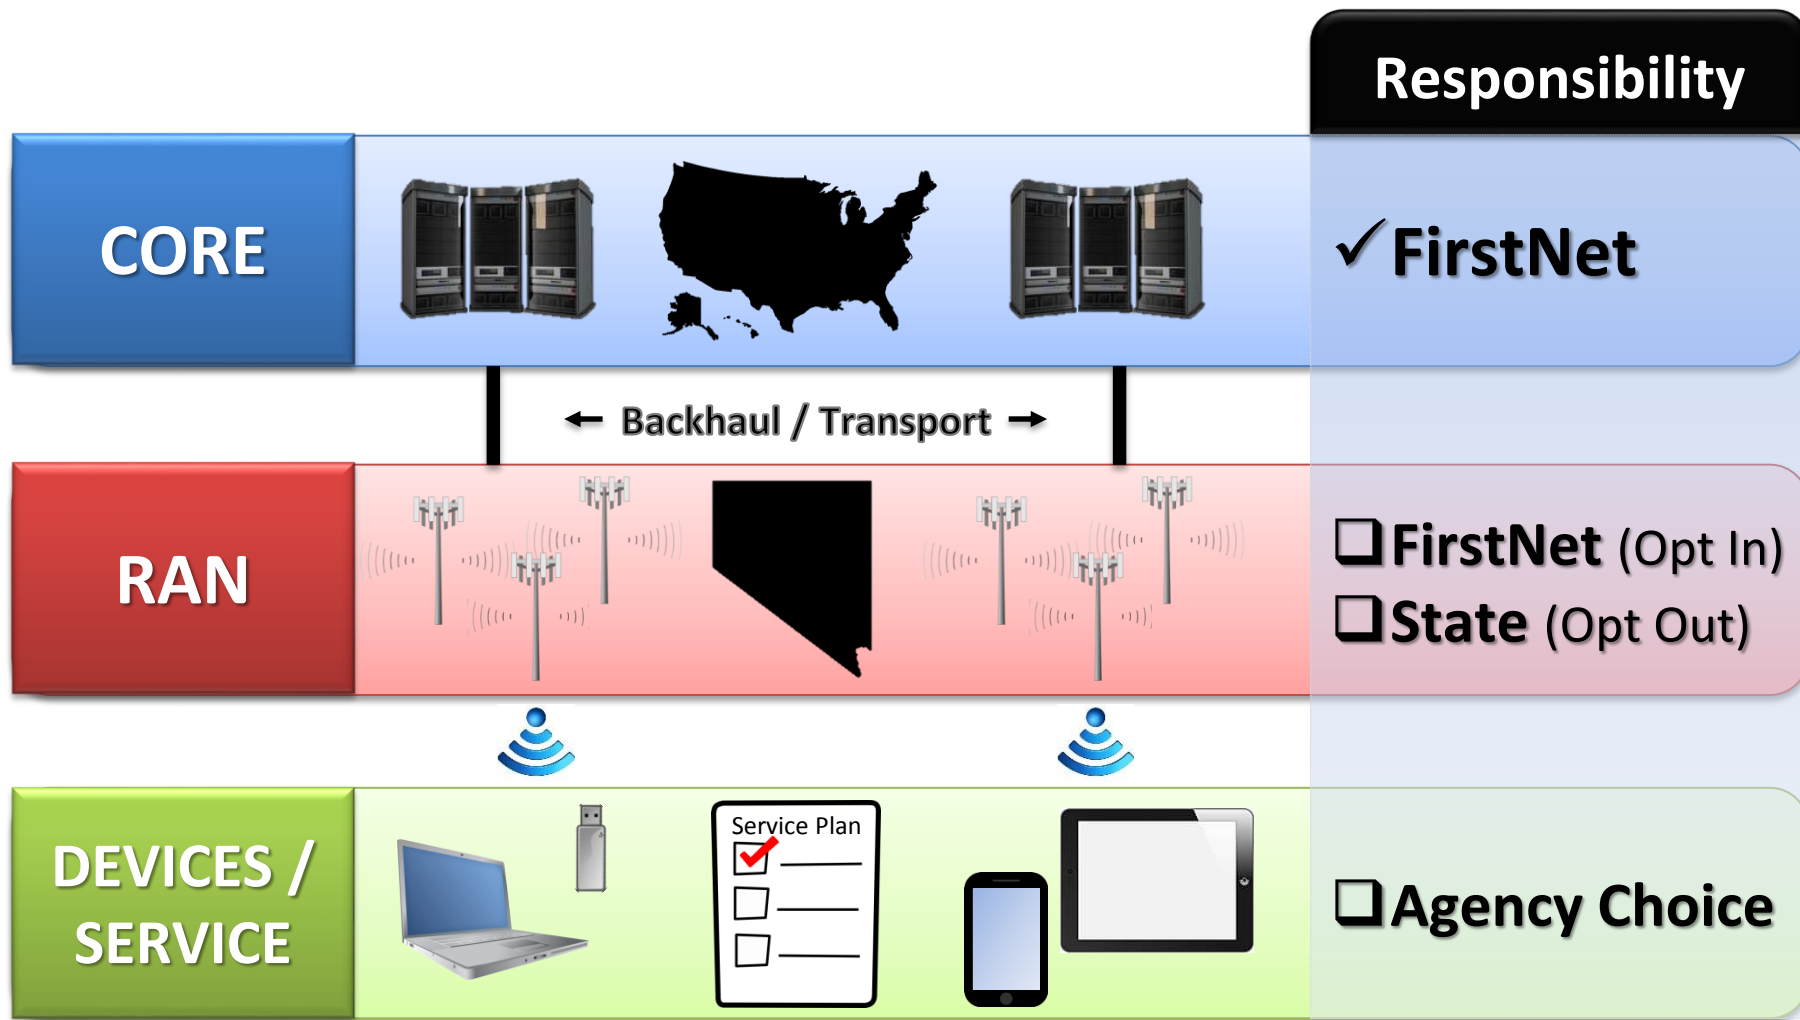 Responsibility
CORE
✓FirstNet
Backhaul / Transport
RAN
❑FirstNet (Opt In)
❑State (Opt Out)
DEVICES /
SERVICE
Service Plan
❑Agency Choice